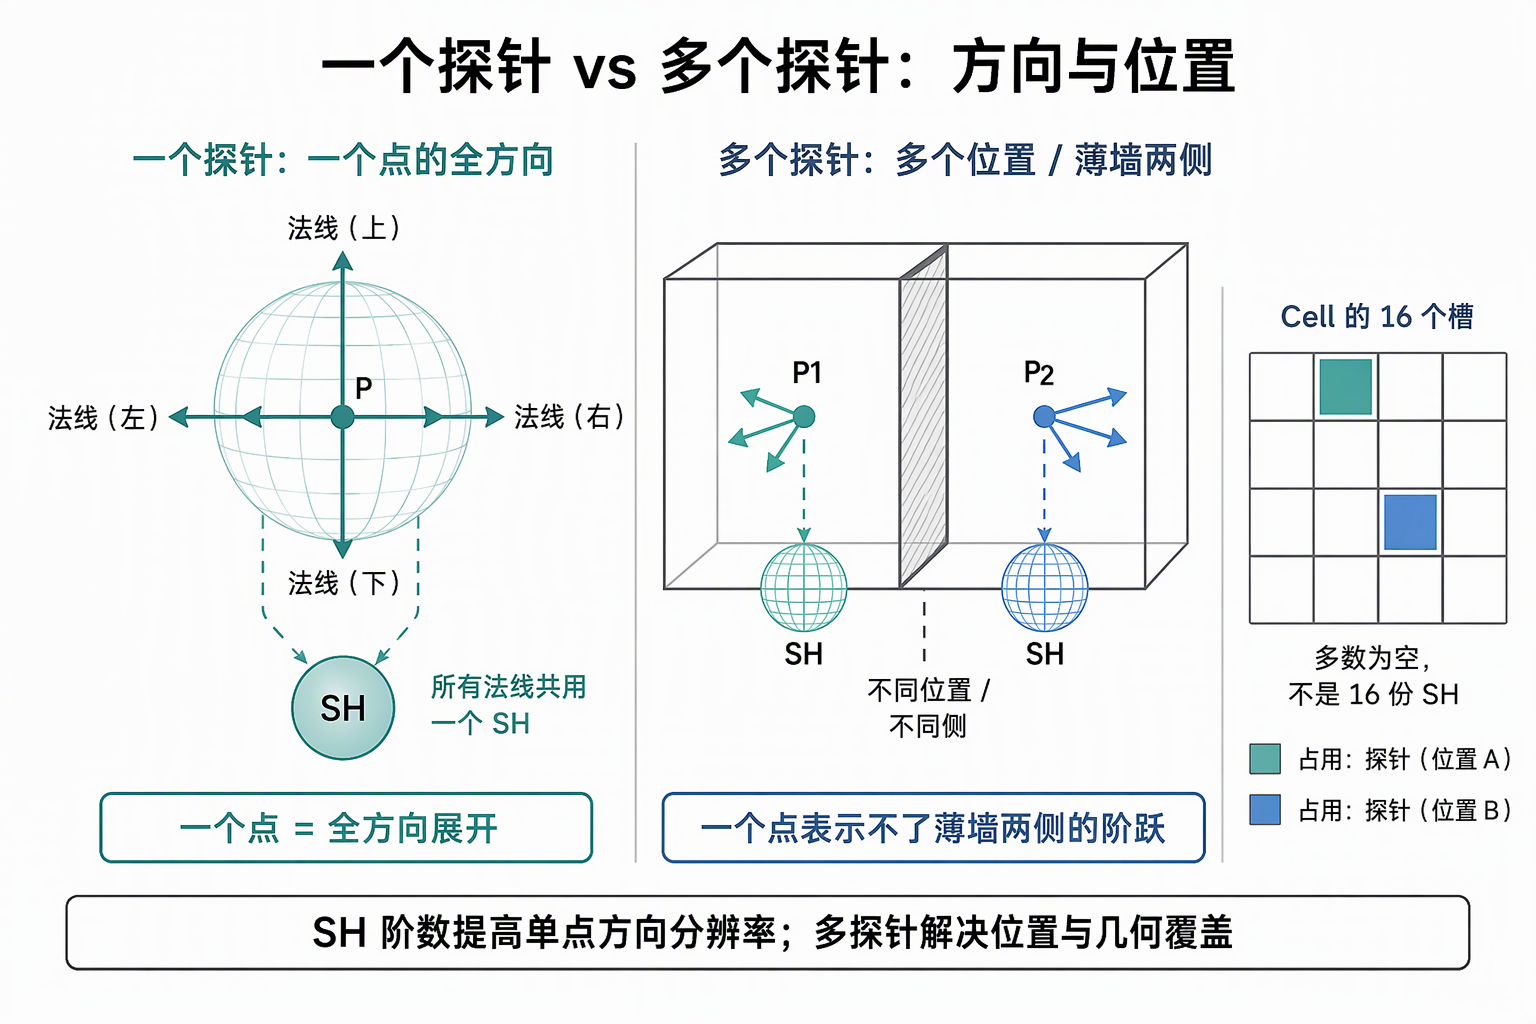 一个探针 vs 多个探针：方向与位置
一个探针：一个点的全方向
法线（上）
P
法线（左）
法线（右）
法线（下）
SH
所有法线共用
一个 SH
一个点 = 全方向展开
多个探针：多个位置 / 薄墙两侧
P1
P2
SH
SH
不同位置 /
不同侧
一个点表示不了薄墙两侧的阶跃
Cell 的 16 个槽
多数为空，
不是 16 份 SH
占用：探针（位置 A）
占用：探针（位置 B）
SH 阶数提高单点方向分辨率；多探针解决位置与几何覆盖